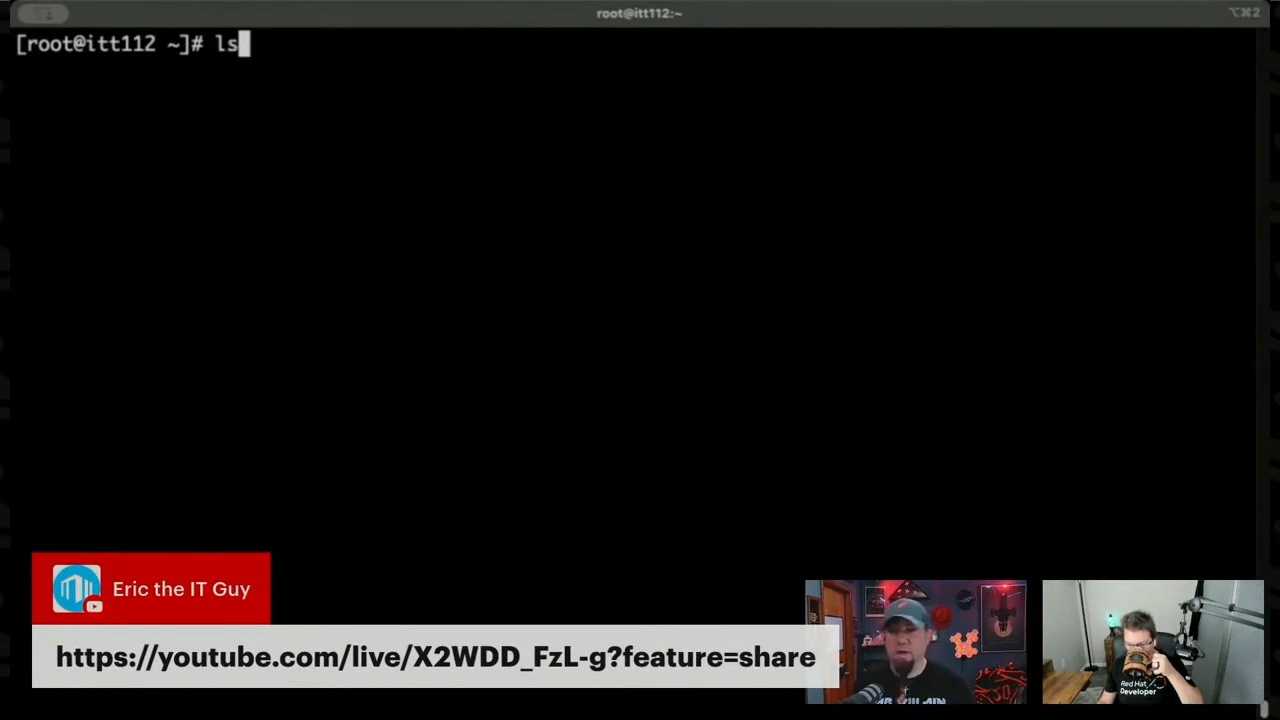 root@itt112:~
⌥⌘2
[root@itt112 ~]# ls
Eric the IT Guy
https://youtube.com/live/X2WDD_FzL-g?feature=share
Red Hat
Developer